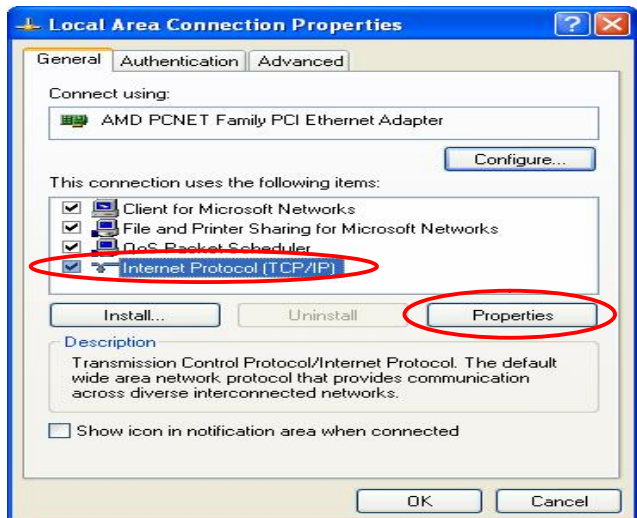 Local Area Connection Properties
General Authentication Advanced
Connect using:
AMD PCNET Family PCI Ethernet Adapter
Configure...
This connection uses the following items:
Client for Microsoft Networks
File and Printer Sharing for Microsoft Networks
QoS Packet Scheduler
Internet Protocol (TCP/IP)
Install... Uninstall Properties
Description
Transmission Control Protocol/Internet Protocol. The default
wide area network protocol that provides communication
across diverse interconnected networks.
Show icon in notification area when connected
OK Cancel